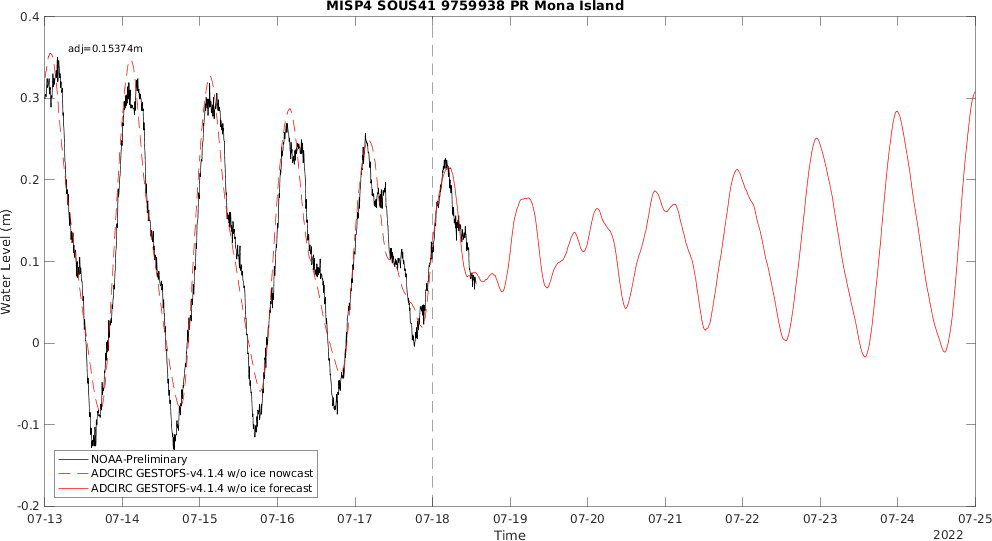 MISP4 SOUS41 9759938 PR Mona Island
adj=0.15374m
Water Level (m)
0.4
0.3
0.2
0.1
0
-0.1
-0.2
NOAA-Preliminary
ADCIRC GESTOFS-v4.1.4 w/o ice nowcast
ADCIRC GESTOFS-v4.1.4 w/o ice forecast
07-13 07-14 07-15 07-16 07-17 07-18 07-19 07-20 07-21 07-22 07-23 07-24 07-25
Time
2022